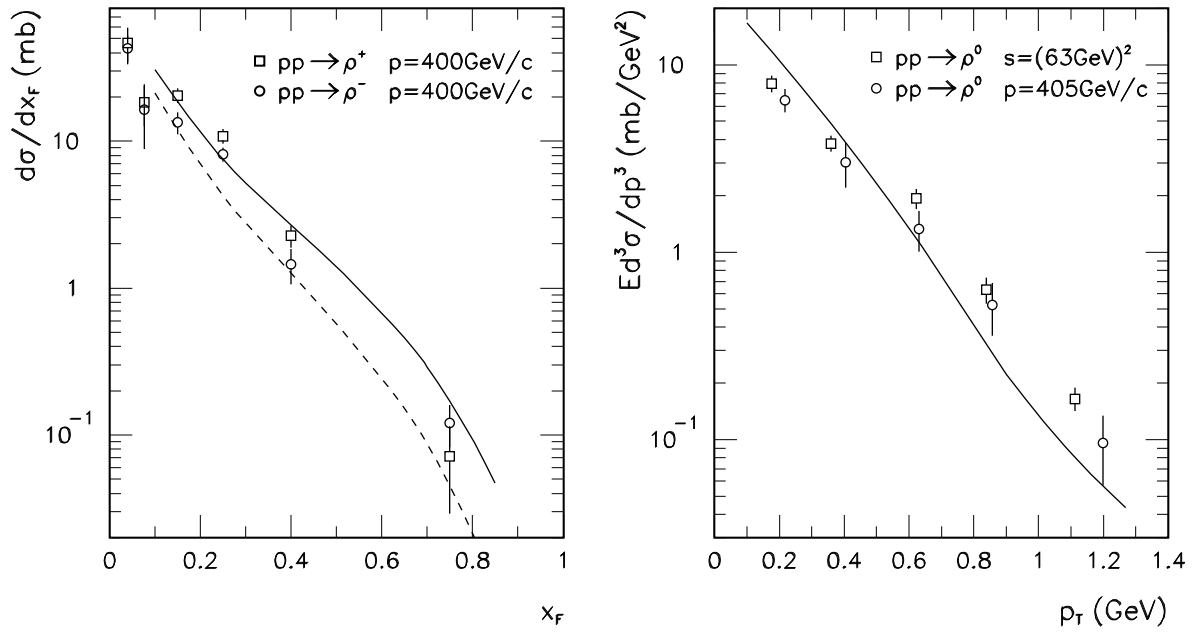 dσ/dx_F (mb)
pp→ρ⁺ p=400GeV/c
pp→ρ⁻ p=400GeV/c
10
1
10⁻¹
0 0.2 0.4 0.6 0.8 1
x_F
Ed³σ/dp³ (mb/GeV²)
pp→ρ⁰ s=(63GeV)²
pp→ρ⁰ p=405GeV/c
10
1
10⁻¹
0 0.2 0.4 0.6 0.8 1 1.2 1.4
p_T (GeV)